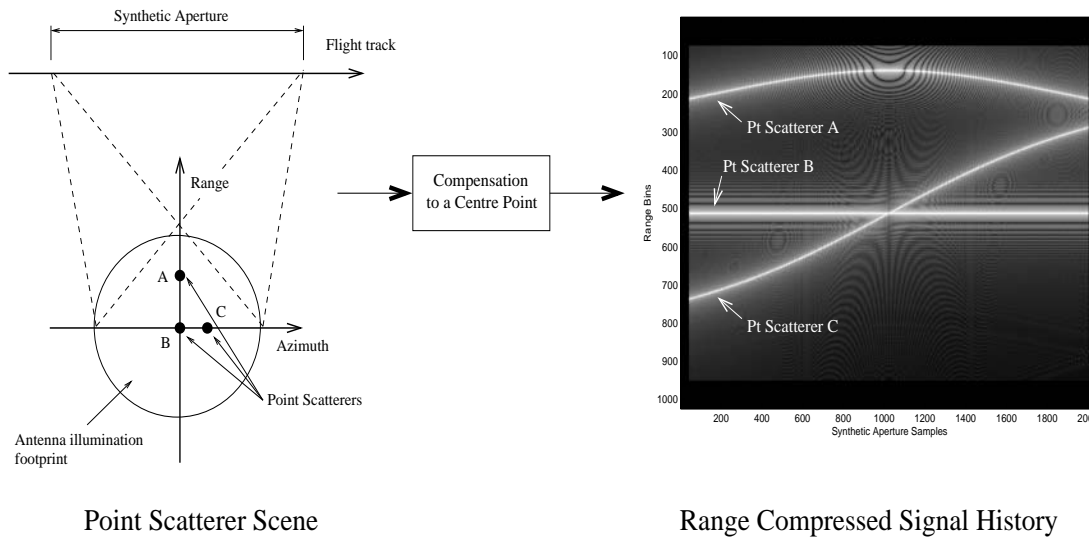 Synthetic Aperture
Flight track
Range
A
C
B
Azimuth
Point Scatterers
Antenna illumination
footprint
Compensation
to a Centre Point
Pt Scatterer A
Pt Scatterer B
Pt Scatterer C
Range Bins
100
200
300
400
500
600
700
800
900
1000
200 400 600 800 1000 1200 1400 1600 1800 200
Synthetic Aperture Samples
Point Scatterer Scene
Range Compressed Signal History